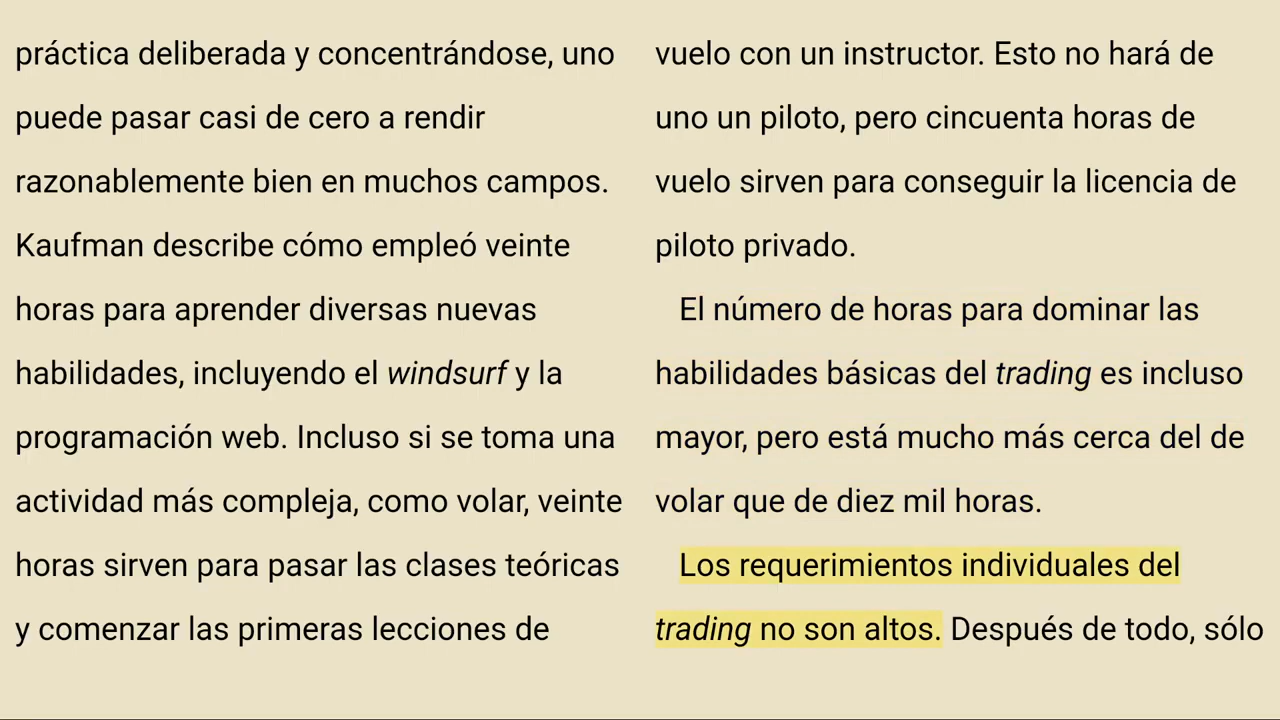 práctica deliberada y concentrándose, uno
puede pasar casi de cero a rendir
razonablemente bien en muchos campos.
Kaufman describe cómo empleó veinte
horas para aprender diversas nuevas
habilidades, incluyendo el windsurf y la
programación web. Incluso si se toma una
actividad más compleja, como volar, veinte
horas sirven para pasar las clases teóricas
y comenzar las primeras lecciones de
vuelo con un instructor. Esto no hará de
uno un piloto, pero cincuenta horas de
vuelo sirven para conseguir la licencia de
piloto privado.
El número de horas para dominar las
habilidades básicas del trading es incluso
mayor, pero está mucho más cerca del de
volar que de diez mil horas.
Los requerimientos individuales del
trading no son altos. Después de todo, sólo